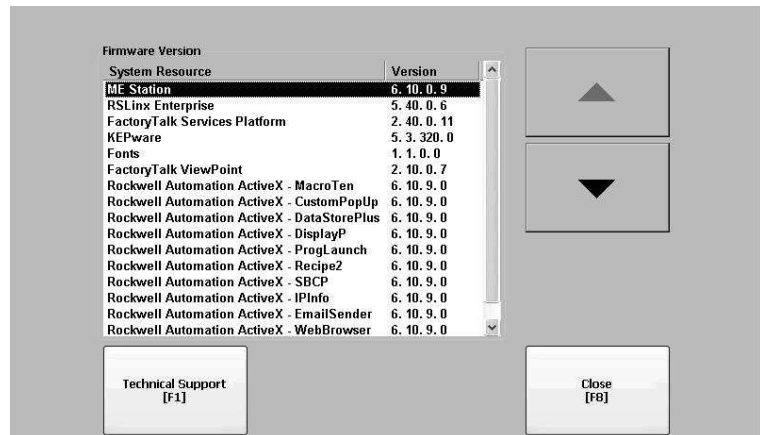 Firmware Version
System Resource Version
ME Station 6. 10. 0. 9
RSLinx Enterprise 5. 40. 0. 6
FactoryTalk Services Platform 2. 40. 0. 11
KEPware 5. 3. 320. 0
Fonts 1. 1. 0. 0
FactoryTalk ViewPoint 2. 10. 0. 7
Rockwell Automation ActiveX - MacroTen 6. 10. 9. 0
Rockwell Automation ActiveX - CustomPopUp 6. 10. 9. 0
Rockwell Automation ActiveX - DataStorePlus 6. 10. 9. 0
Rockwell Automation ActiveX - DisplayP 6. 10. 9. 0
Rockwell Automation ActiveX - ProgLaunch 6. 10. 9. 0
Rockwell Automation ActiveX - Recipe2 6. 10. 9. 0
Rockwell Automation ActiveX - SBCP 6. 10. 9. 0
Rockwell Automation ActiveX - IPInfo 6. 10. 9. 0
Rockwell Automation ActiveX - EmailSender 6. 10. 9. 0
Rockwell Automation ActiveX - WebBrowser 6. 10. 9. 0
Technical Support
[F1]
Close
[F8]